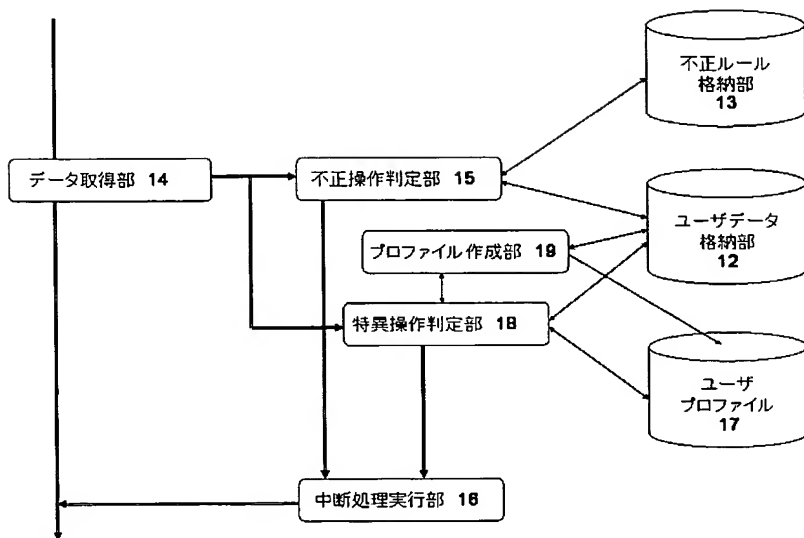 不正ルール
格納部
13
データ取得部 14
不正操作判定部 15
ユーザデータ
格納部
12
プロファイル作成部 19
特異操作判定部 18
ユーザ
プロファイル
17
中断処理実行部 16